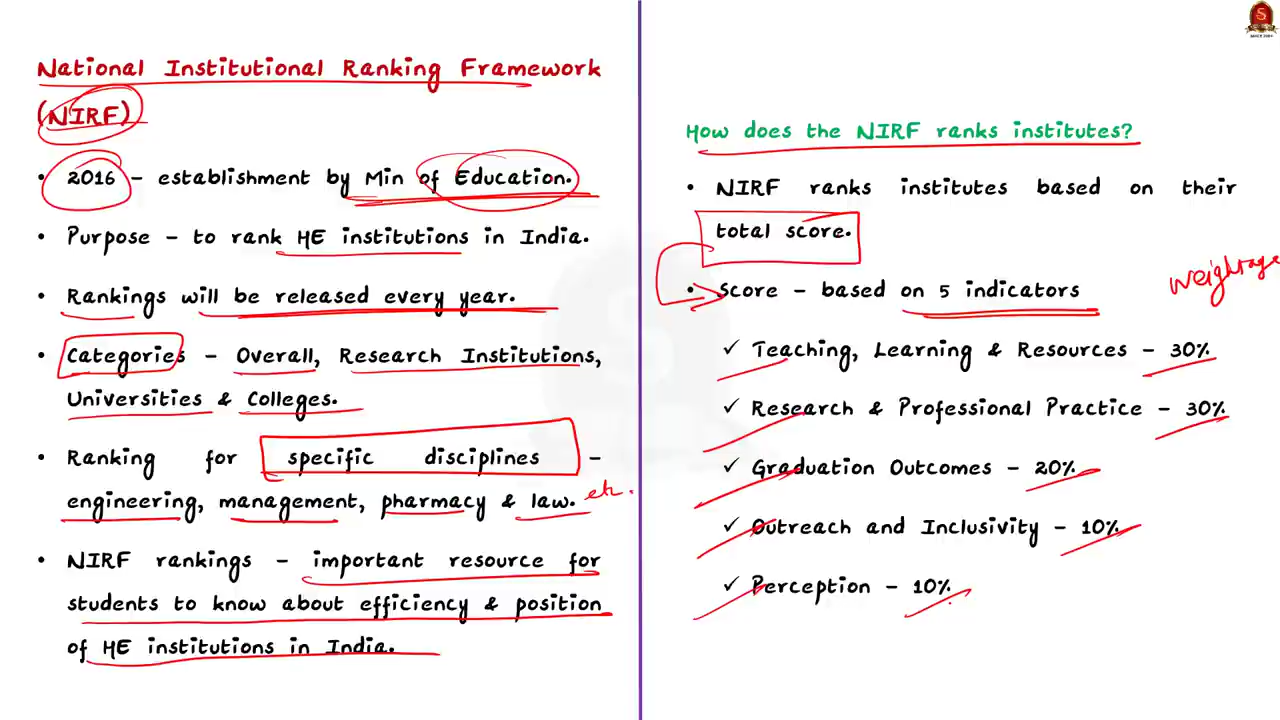 National Institutional Ranking Framework
(NIRF)
• 2016 – establishment by Min of Education.
• Purpose – to rank HE institutions in India.
• Rankings will be released every year.
• Categories – Overall, Research Institutions,
Universities & Colleges.
• Ranking for specific disciplines –
engineering, management, pharmacy & law. etc.
• NIRF rankings – important resource for
students to know about efficiency & position
of HE institutions in India.
How does the NIRF ranks institutes?
• NIRF ranks institutes based on their
total score.
• Score – based on 5 indicators
weightage
✓ Teaching, Learning & Resources – 30%
✓ Research & Professional Practice – 30%
✓ Graduation Outcomes – 20%
✓ Outreach and Inclusivity – 10%
✓ Perception – 10%